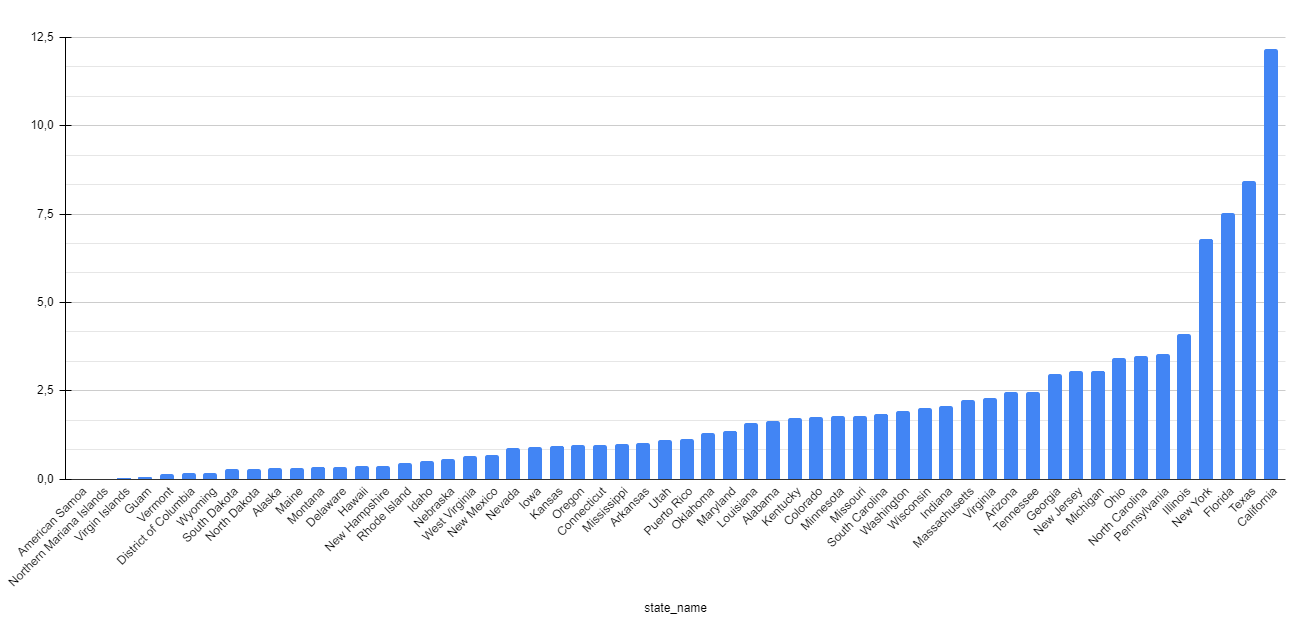 12,5
10,0
7,5
5,0
2,5
0,0
American Samoa
Northern Mariana Islands
Virgin Islands
Guam
Vermont
District of Columbia
Wyoming
South Dakota
North Dakota
Alaska
Maine
Montana
Delaware
Hawaii
New Hampshire
Rhode Island
Idaho
Nebraska
West Virginia
New Mexico
Nevada
Iowa
Kansas
Oregon
Connecticut
Mississippi
Arkansas
Utah
Puerto Rico
Oklahoma
Maryland
Louisiana
Alabama
Kentucky
Colorado
Minnesota
Missouri
South Carolina
Washington
Wisconsin
Indiana
Massachusetts
Virginia
Arizona
Tennessee
Georgia
New Jersey
Michigan
Ohio
North Carolina
Pennsylvania
Illinois
New York
Florida
Texas
California
state_name